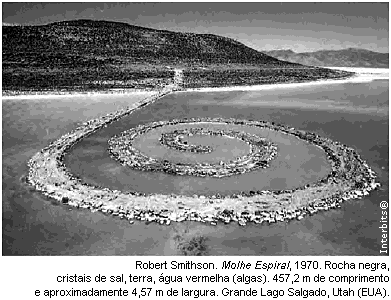 Interbits®
Robert Smithson. Molhe Espiral, 1970. Rocha negra,
cristais de sal, terra, água vermelha (algas). 457,2 m de comprimento
e aproximadamente 4,57 m de largura. Grande Lago Salgado, Utah (EUA).